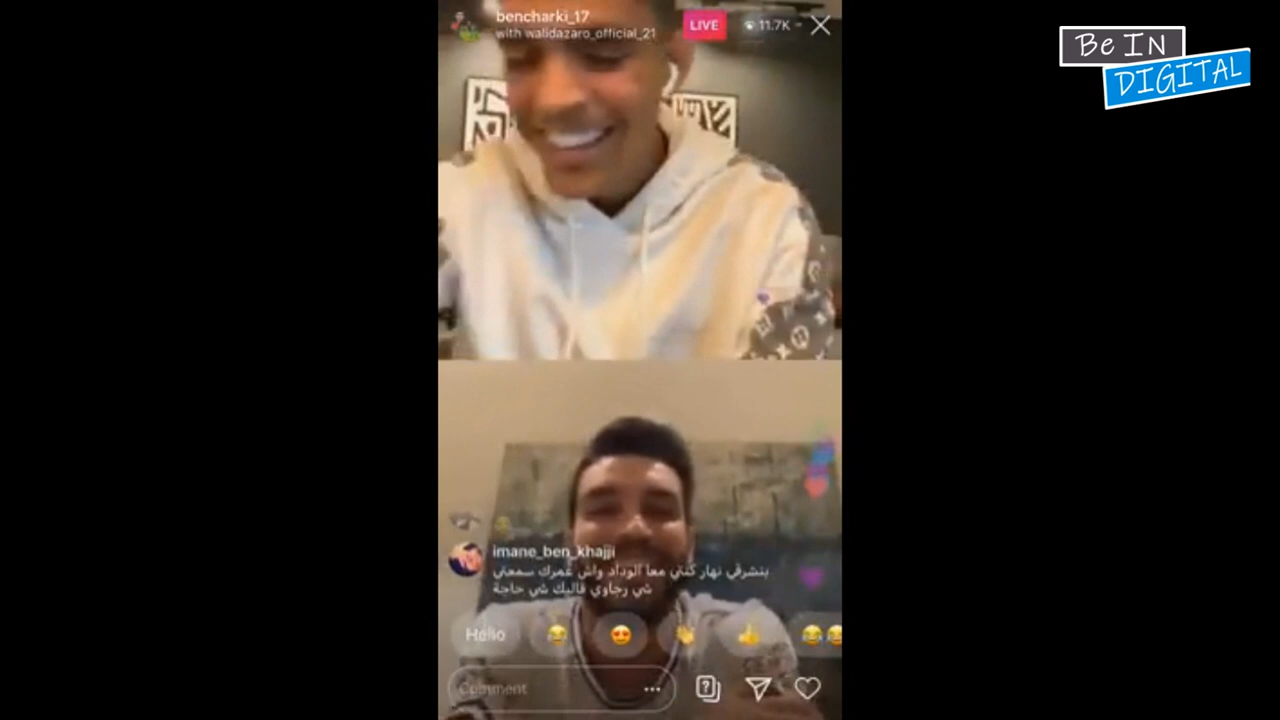 bencharki_17
with walidazaro_official_21
LIVE
11.7K
Be IN
DIGITAL
imane_ben_khajji
بنشرقي نهار كنتي معا الوداد واش عمرك سمعتي
شي رجاوي قاليك شي حاجة
Hello
Comment